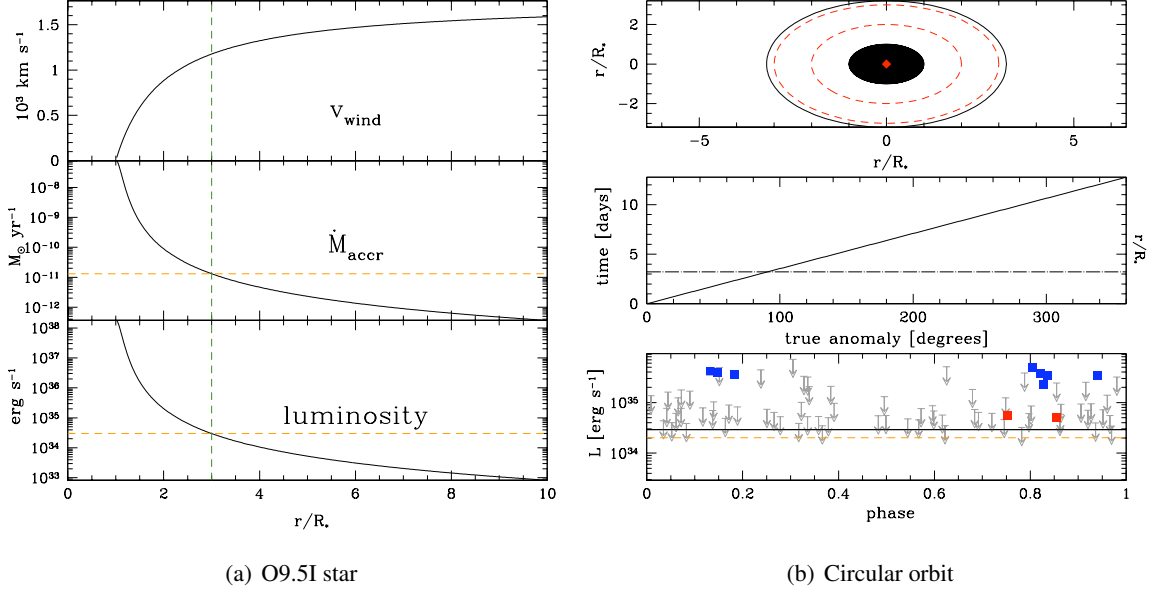 1.5
1
0.5
0
10³ km s⁻¹
v_wind
10⁻⁸
10⁻⁹
10⁻¹⁰
10⁻¹¹
10⁻¹²
M_⊙ yr⁻¹
Ṁ_accr
10³⁸
10³⁷
10³⁶
10³⁵
10³⁴
10³³
erg s⁻¹
luminosity
0 2 4 6 8 10
r/R⋆
(a) O9.5I star
2
0
−2
r/R⋆
−5 0 5
r/R⋆
10
5
0
time [days]
r/R⋆
0 100 200 300
true anomaly [degrees]
10³⁵
10³⁴
L [erg s⁻¹]
0 0.2 0.4 0.6 0.8 1
phase
(b) Circular orbit